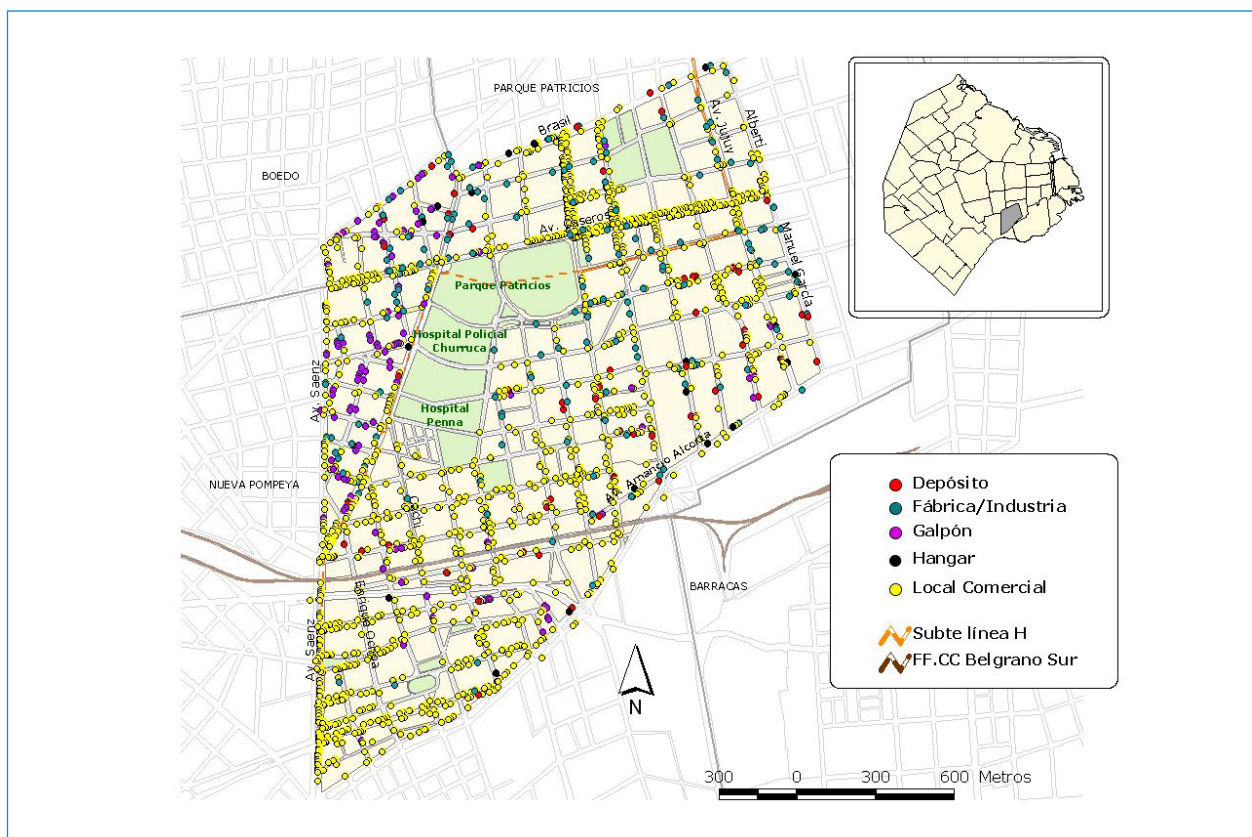 PARQUE PATRICIOS
Brasil
Av. Jujuy
Alberti
BOEDO
Av. Caseros
Manuel García
Parque Patricios
Hospital Policial
Churruca
Av. Saenz
Hospital
Penna
Av. Amancio Alcorta
NUEVA POMPEYA
Cachi
BARRACAS
Enrique Ochoa
Av. Saenz
Depósito
Fábrica/Industria
Galpón
Hangar
Local Comercial
Subte línea H
FF.CC Belgrano Sur
N
300 0 300 600 Metros